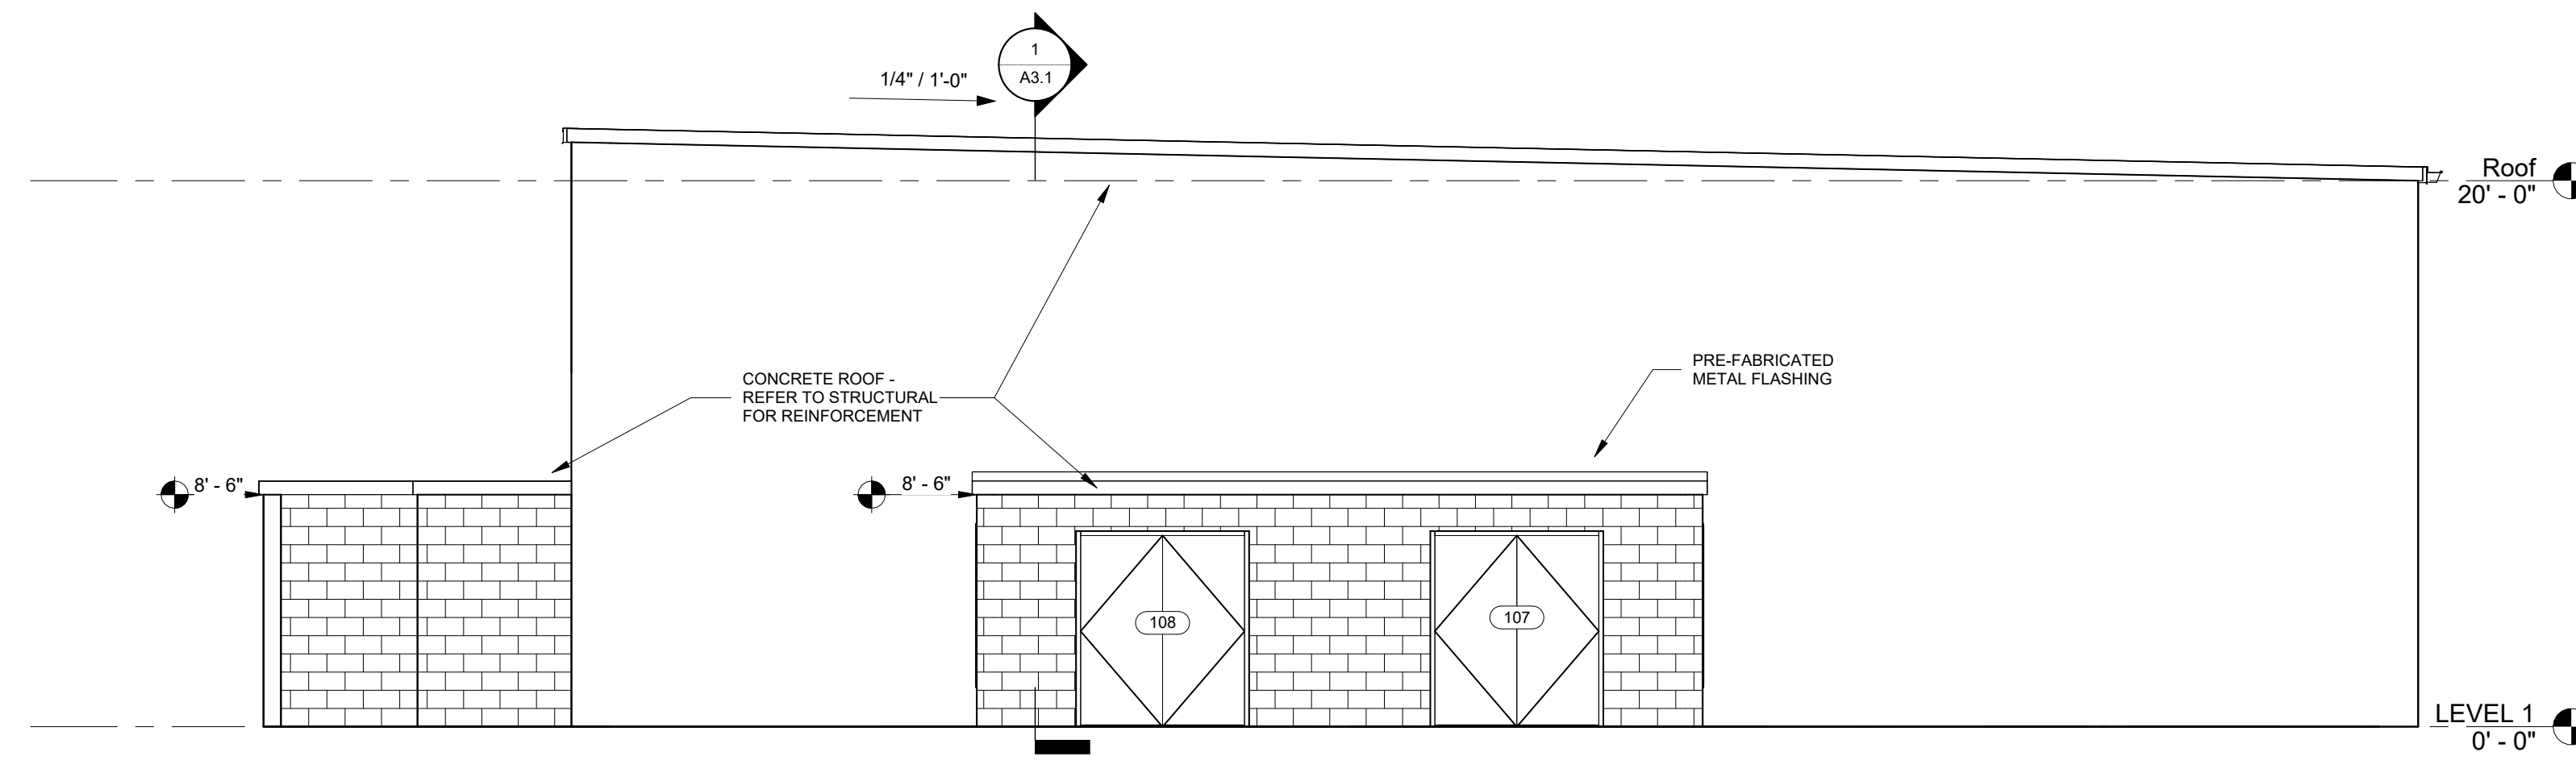 1
A3.1
1/4" / 1'-0"
Roof
20' - 0"
PRE-FABRICATED
METAL FLASHING
CONCRETE ROOF -
REFER TO STRUCTURAL
FOR REINFORCEMENT
8' - 6"
8' - 6"
108
107
LEVEL 1
0' - 0"